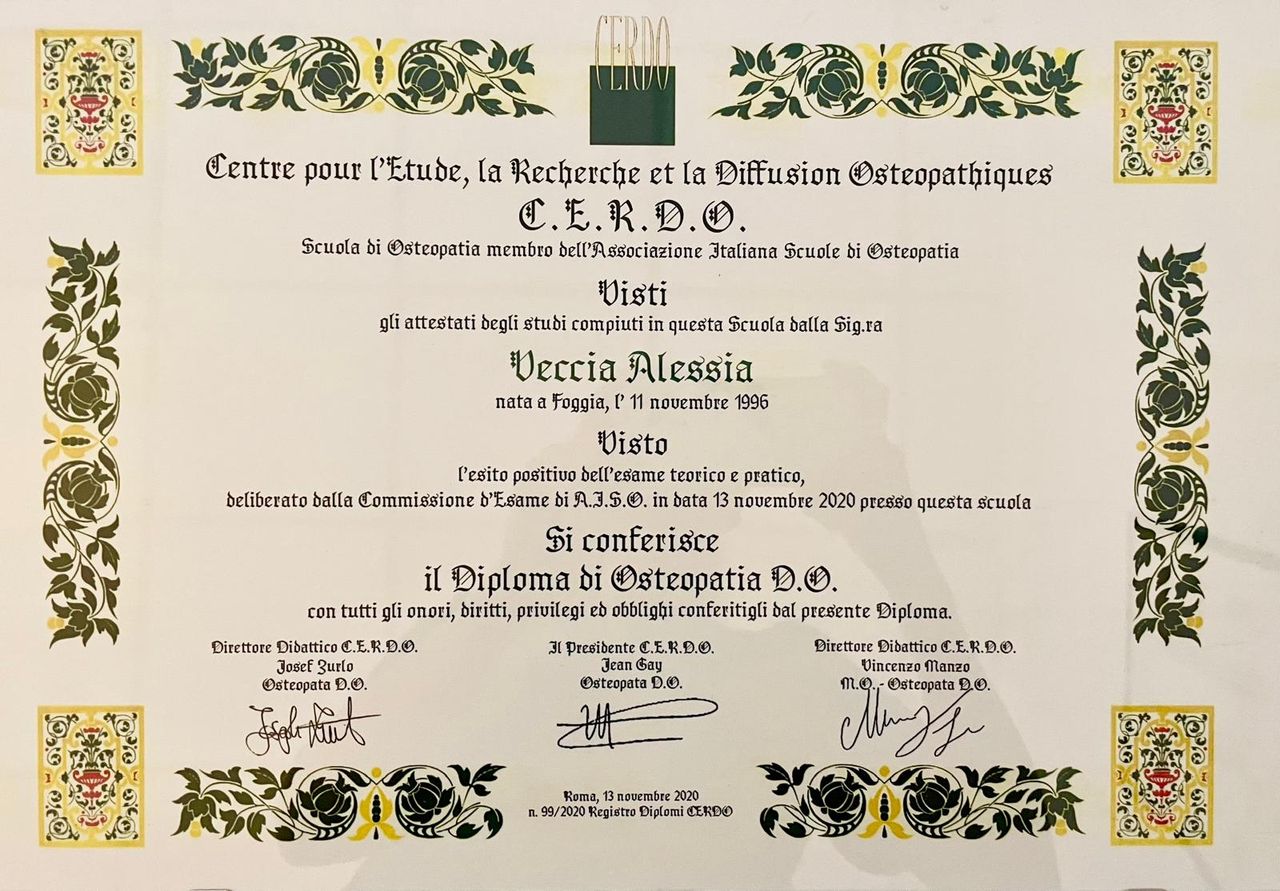 CERDO
Centre pour l'Etude, la Recherche et la Diffusion Osteopathiques
C.E.R.D.O.
Scuola di Osteopatia membro dell'Associazione Italiana Scuole di Osteopatia
Visti
gli attestati degli studi compiuti in questa Scuola dalla Sig.ra
Veccia Alessia
nata a Foggia, l' 11 novembre 1996
Visto
l'esito positivo dell'esame teorico e pratico,
deliberato dalla Commissione d'Esame di A.I.S.O. in data 13 novembre 2020 presso questa scuola
Si conferisce
il Diploma di Osteopatia D.O.
con tutti gli onori, diritti, privilegi ed obblighi conferitigli dal presente Diploma.
Direttore Didattico C.E.R.D.O.
Josef Zurlo
Osteopata D.O.
Il Presidente C.E.R.D.O.
Jean Gay
Osteopata D.O.
Direttore Didattico C.E.R.D.O.
Vincenzo Manzo
M.O. - Osteopata D.O.
Roma, 13 novembre 2020
n. 99/2020 Registro Diplomi CERDO